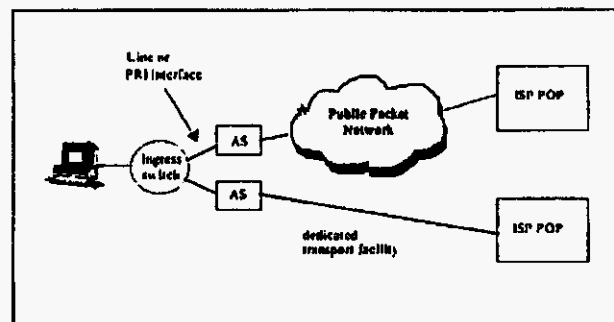 Line or
PRI Interface
AS
Public Packet
Network
ISP POP
Ingress
switch
AS
dedicated
transport facility
ISP POP